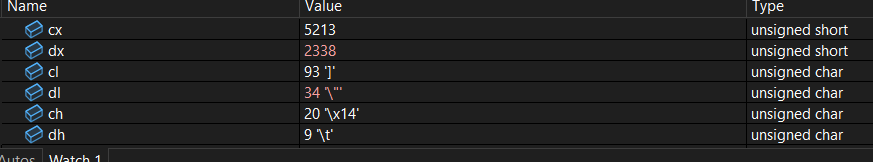 Name Value Type
cx 5213 unsigned short
dx 2338 unsigned short
cl 93 ']' unsigned char
dl 34 '\"' unsigned char
ch 20 '\x14' unsigned char
dh 9 '\t' unsigned char
Autos Watch 1